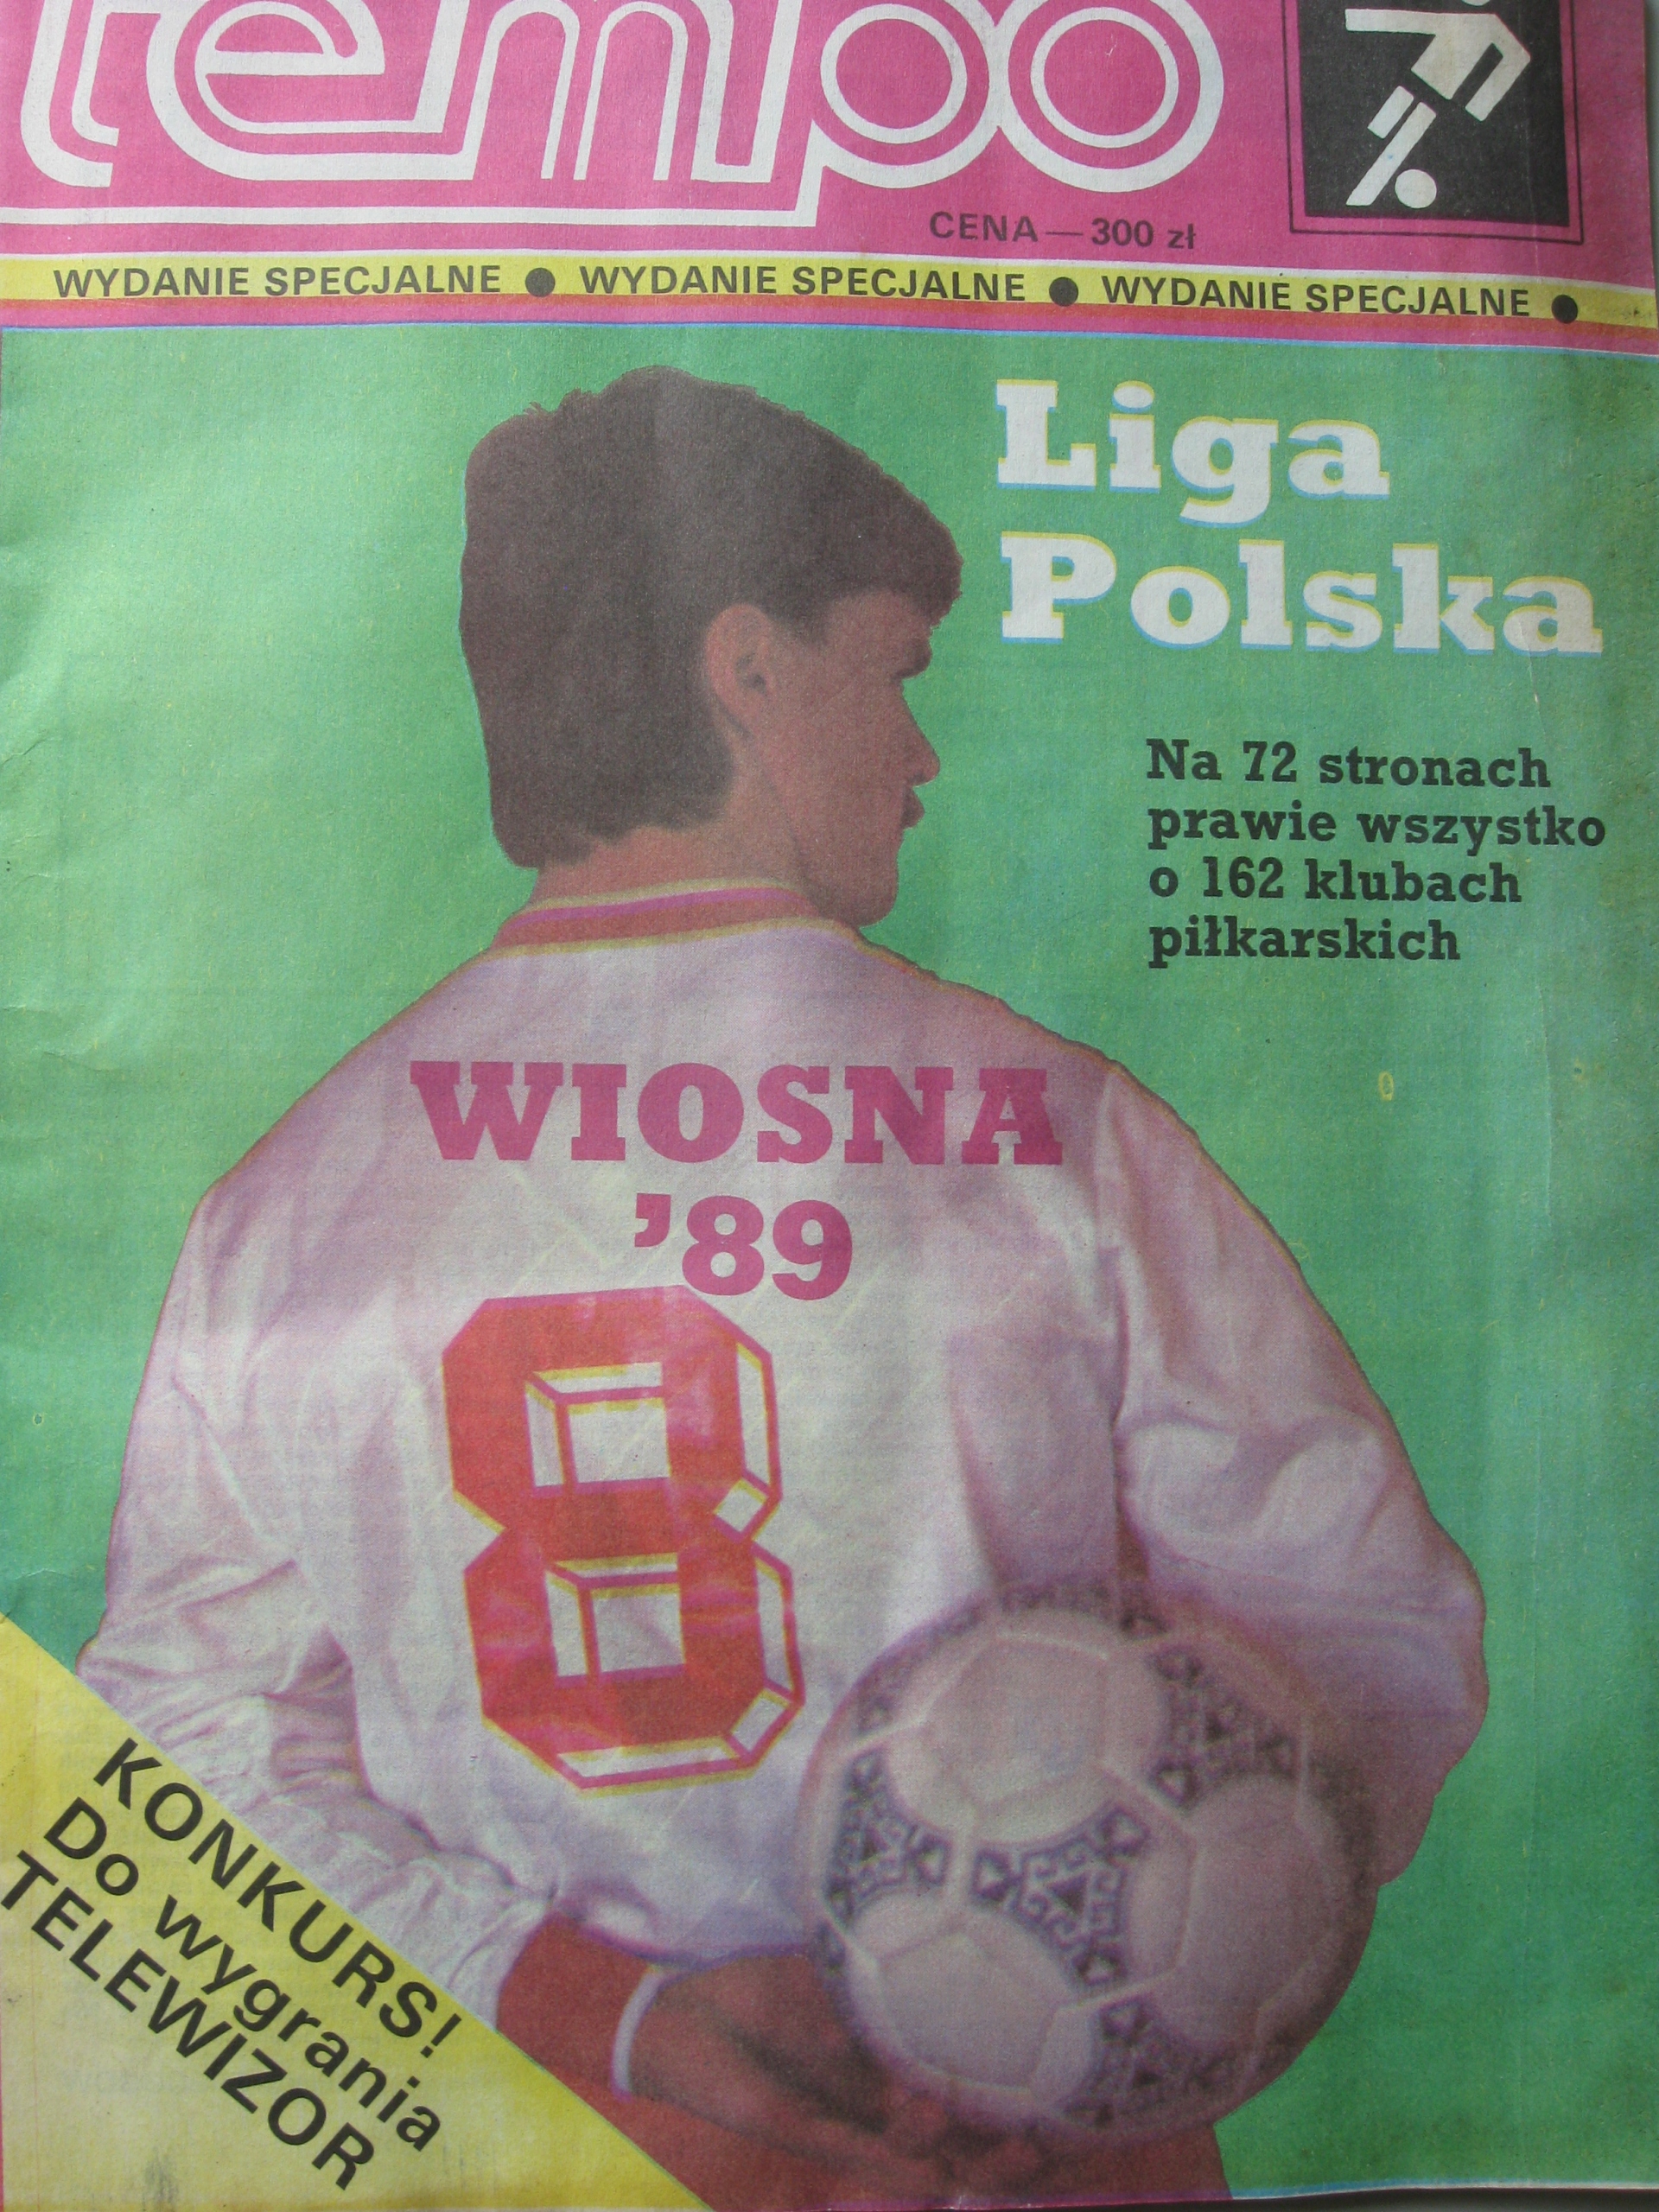 tempo
CENA — 300 zł
WYDANIE SPECJALNE ● WYDANIE SPECJALNE ● WYDANIE SPECJALNE ●
Liga
Polska
Na 72 stronach
prawie wszystko
o 162 klubach
piłkarskich
WIOSNA
'89
8
KONKURS!
Do wygrania
TELEWIZOR